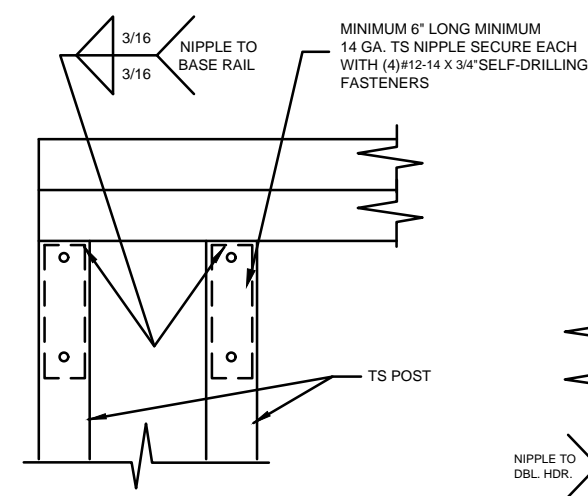 3/16
3/16
NIPPLE TO
BASE RAIL
MINIMUM 6" LONG MINIMUM
14 GA. TS NIPPLE SECURE EACH
WITH (4)#12-14 X 3/4"SELF-DRILLING
FASTENERS
TS POST
NIPPLE TO
DBL. HDR.